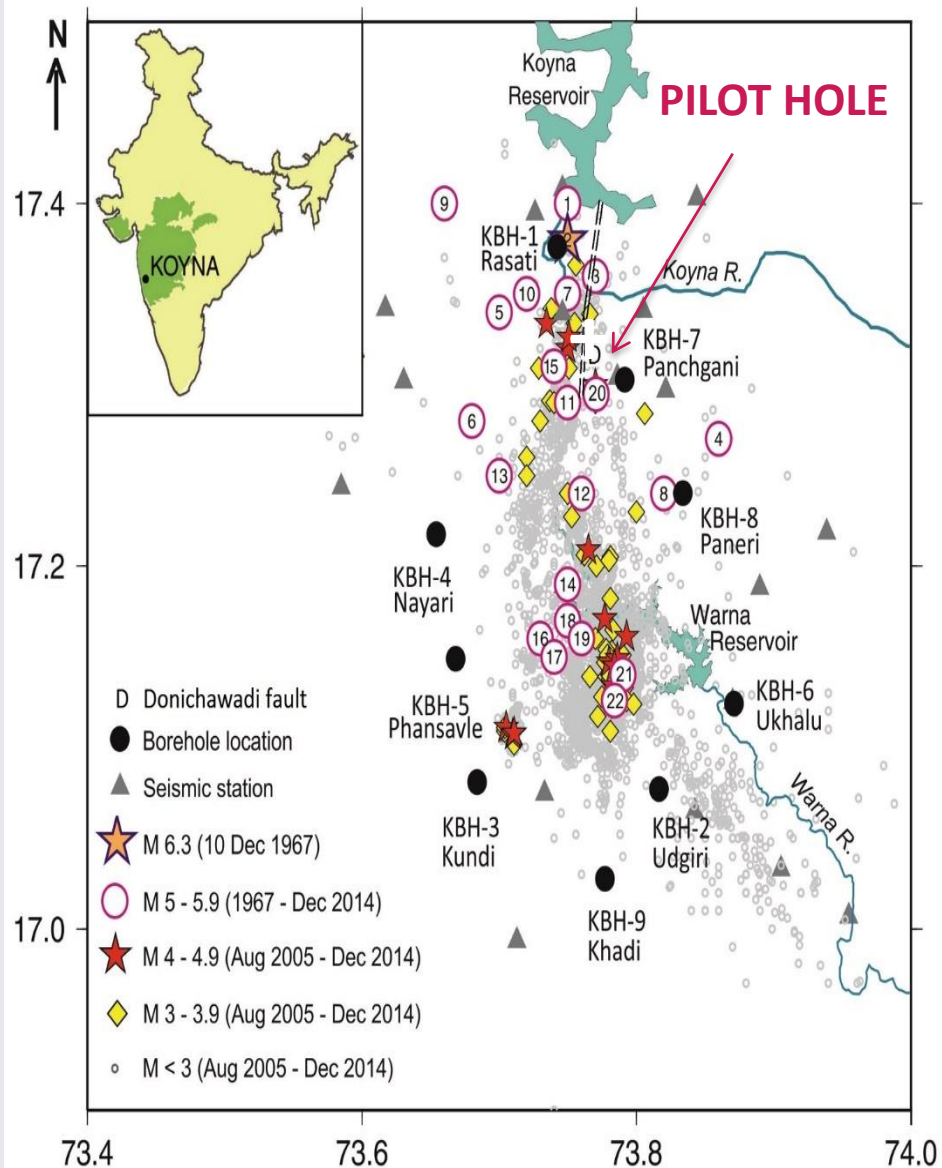 N
KOYNA
Koyna
Reservoir
PILOT HOLE
17.4
9
1
2
KBH-1
Rasati
3
10
7
5
Koyna R.
KBH-7
Panchgani
D
15
20
11
6
4
13
12
8
KBH-8
Paneri
17.2
KBH-4
Nayari
14
18
16
19
17
Warna
Reservoir
21
22
KBH-5
Phansavle
KBH-6
Ukhalu
D Donichawadi fault
Borehole location
Seismic station
M 6.3 (10 Dec 1967)
M 5 - 5.9 (1967 - Dec 2014)
M 4 - 4.9 (Aug 2005 - Dec 2014)
M 3 - 3.9 (Aug 2005 - Dec 2014)
M < 3 (Aug 2005 - Dec 2014)
KBH-3
Kundi
KBH-2
Udgiri
Warna R.
17.0
KBH-9
Khadi
73.4
73.6
73.8
74.0